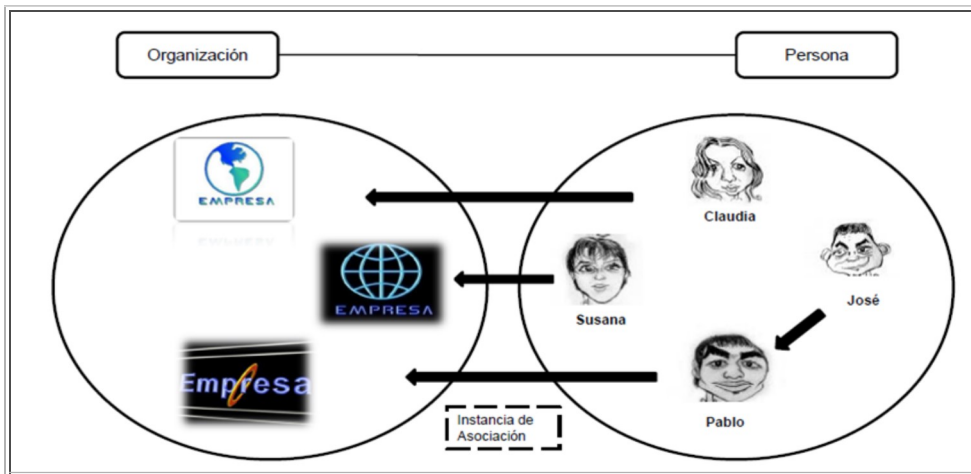 Organización
Persona
EMPRESA
Claudia
EMPRESA
José
Susana
Empresa
Pablo
Instancia de
Asociación